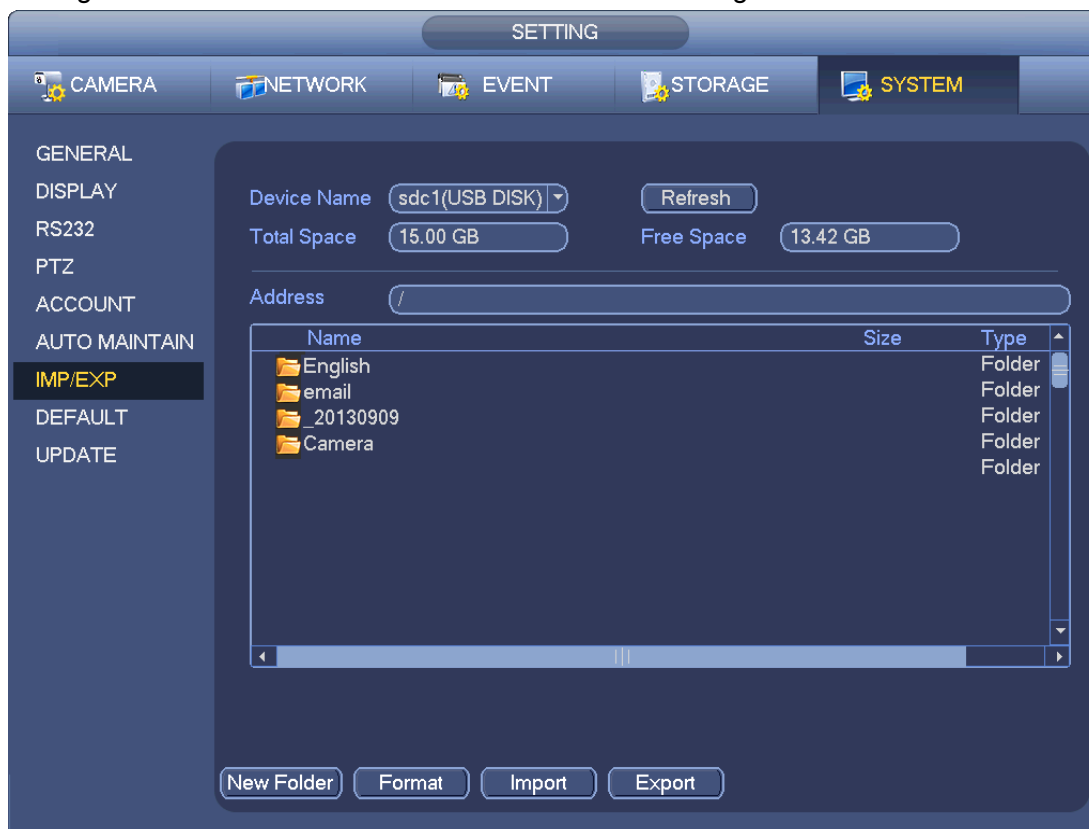 SETTING
CAMERA NETWORK EVENT STORAGE SYSTEM
GENERAL
DISPLAY
RS232
PTZ
ACCOUNT
AUTO MAINTAIN
IMP/EXP
DEFAULT
UPDATE
Device Name sdc1(USB DISK) Refresh
Total Space 15.00 GB Free Space 13.42 GB
Address /
Name Size Type
English Folder
email Folder
_20130909 Folder
Camera Folder
Folder
New Folder Format Import Export